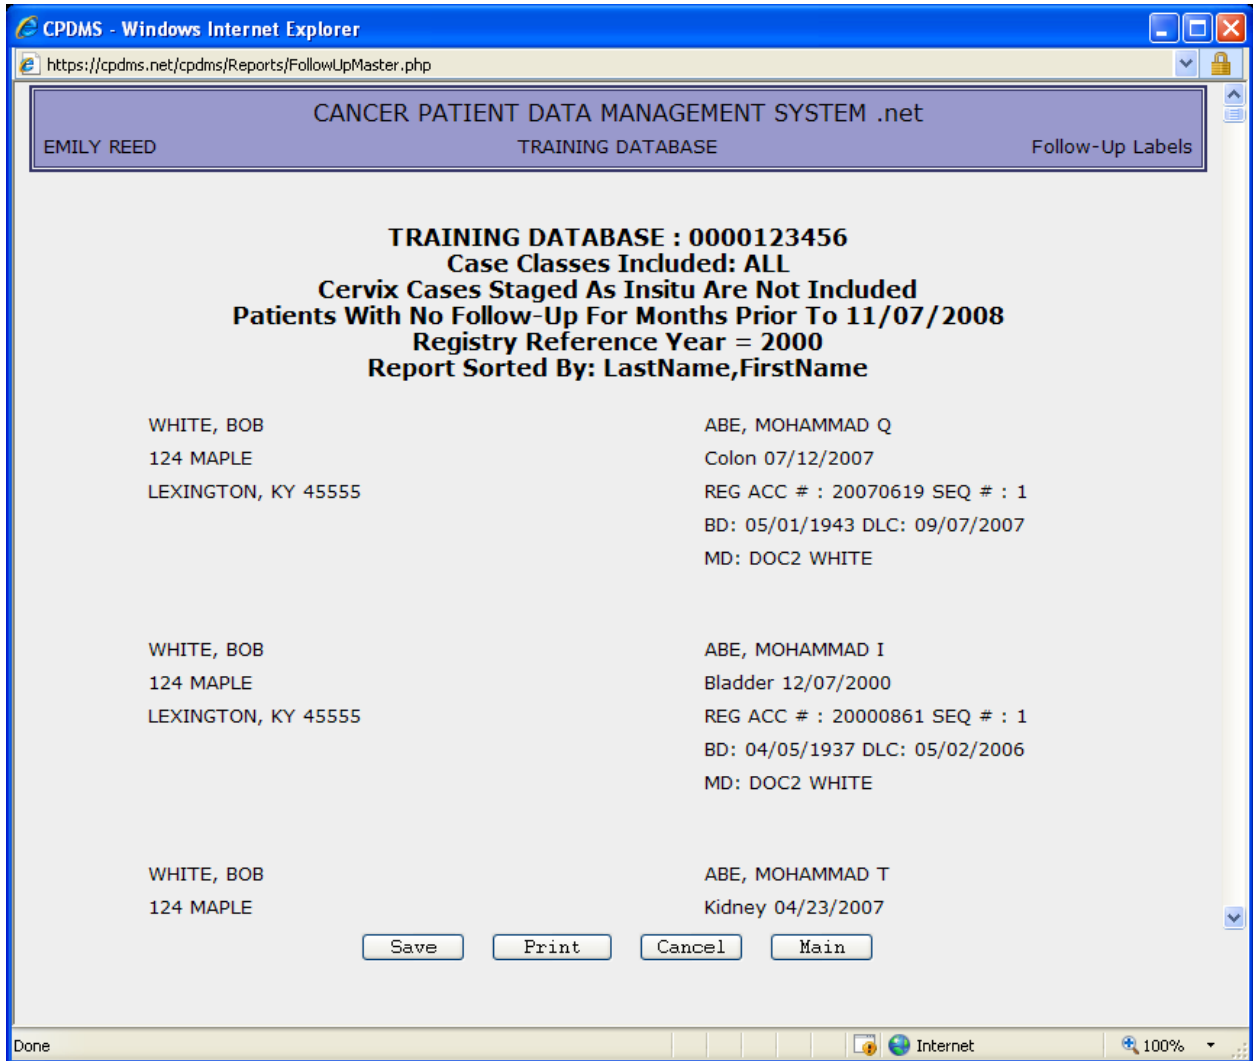 CPDMS - Windows Internet Explorer
https://cpdms.net/cpdms/Reports/FollowUpMaster.php
CANCER PATIENT DATA MANAGEMENT SYSTEM .net
EMILY REED TRAINING DATABASE Follow-Up Labels
TRAINING DATABASE : 0000123456
Case Classes Included: ALL
Cervix Cases Staged As Insitu Are Not Included
Patients With No Follow-Up For Months Prior To 11/07/2008
Registry Reference Year = 2000
Report Sorted By: LastName,FirstName
WHITE, BOB ABE, MOHAMMAD Q
124 MAPLE Colon 07/12/2007
LEXINGTON, KY 45555 REG ACC # : 20070619 SEQ # : 1
BD: 05/01/1943 DLC: 09/07/2007
MD: DOC2 WHITE
WHITE, BOB ABE, MOHAMMAD I
124 MAPLE Bladder 12/07/2000
LEXINGTON, KY 45555 REG ACC # : 20000861 SEQ # : 1
BD: 04/05/1937 DLC: 05/02/2006
MD: DOC2 WHITE
WHITE, BOB ABE, MOHAMMAD T
124 MAPLE Kidney 04/23/2007
Save Print Cancel Main
Done Internet 100%